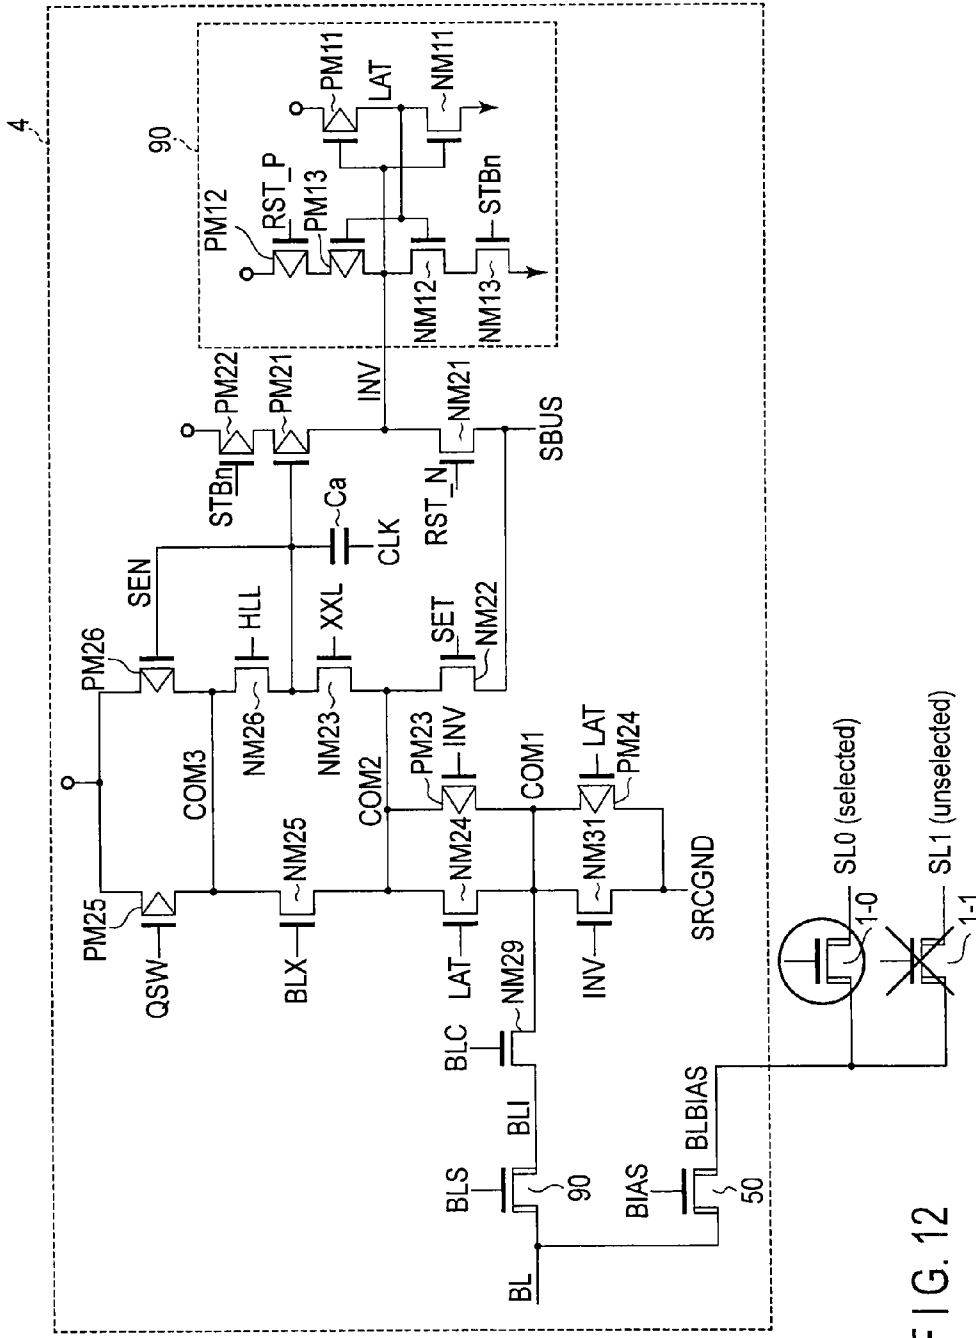 4
90
PM12
RST_P
PM13
PM11
LAT
NM11
NM12
NM13
STBn
PM22
STBn
PM21
INV
NM21
RST_N
SBUS
SEN
Ca
CLK
PM26
HLL
NM26
XXL
NM23
SET
NM22
COM3
COM2
PM23
INV
COM1
LAT
PM24
PM25
QSW
NM25
BLX
NM24
LAT
NM31
INV
SRCGND
NM29
BLC
BLI
BLS
90
BL
BIAS
BLBIAS
50
SL0 (selected)
1-0
SL1 (unselected)
1-1
FIG. 12